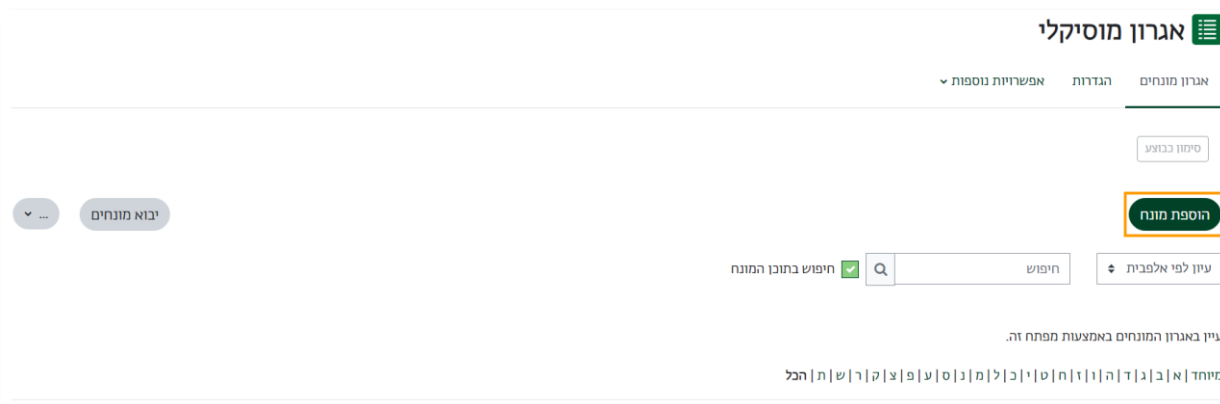 אגרון מוסיקלי
אגרון מונחים הגדרות אפשרויות נוספות
סימון כבוצע
הוספת מונח יבוא מונחים ...
עיון לפי אלפבית חיפוש חיפוש בתוכן המונח
עיין באגרון המונחים באמצעות מפתח זה.
מיוחד | א | ב | ג | ד | ה | ו | ז | ח | ט | י | כ | ל | מ | נ | ס | ע | פ | צ | ק | ר | ש | ת | הכל